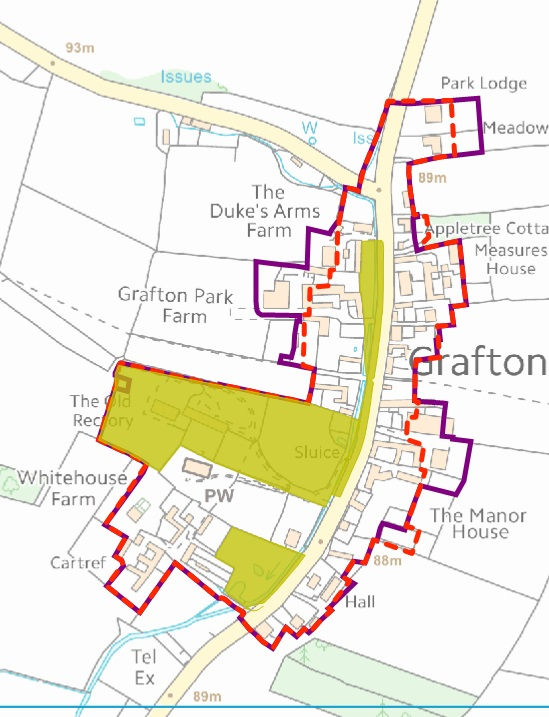 93m
Issues
Park Lodge
W
Iss
Meadow
89m
The
Duke's Arms
Farm
Appletree Cotta
Measures
House
Grafton Park
Farm
Grafton
The Old
Rectory
Sluice
Whitehouse
Farm
PW
The Manor
House
Cartref
88m
Hall
Tel
Ex
89m